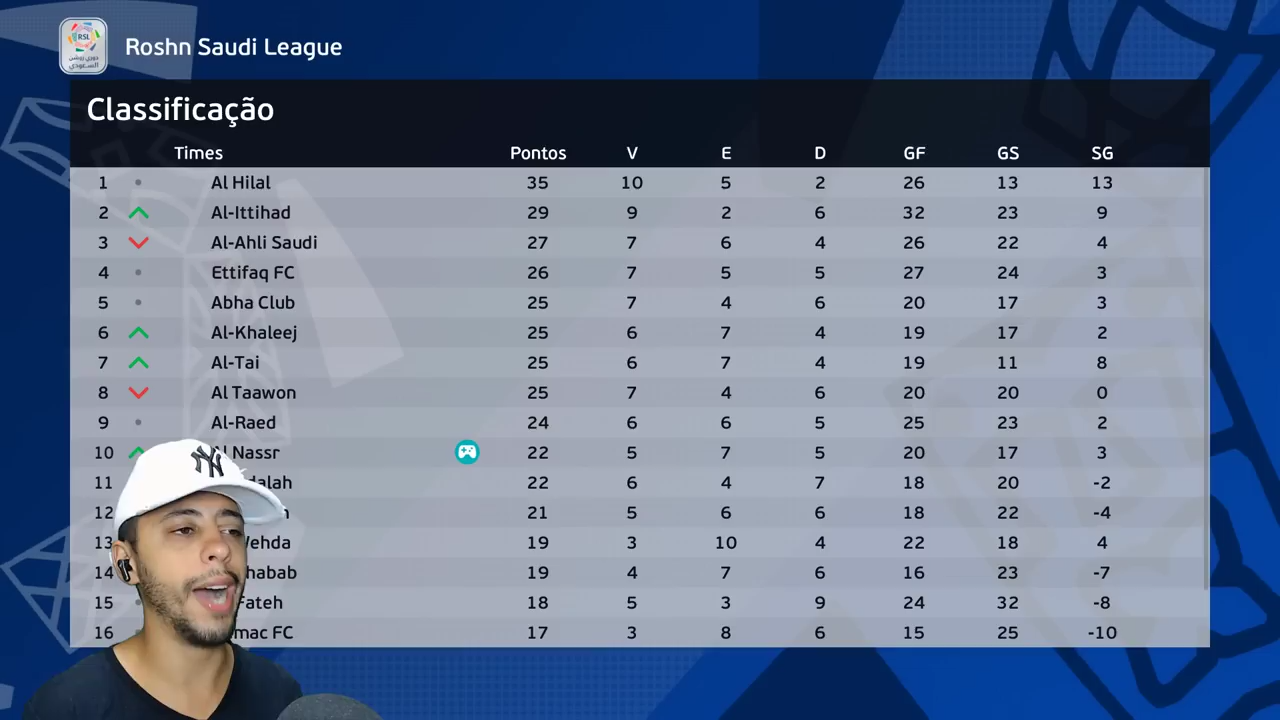 RSL
دوري روشن
السعودي
Roshn Saudi League
Classificação
Times Pontos V E D GF GS SG
1 Al Hilal 35 10 5 2 26 13 13
2 Al-Ittihad 29 9 2 6 32 23 9
3 Al-Ahli Saudi 27 7 6 4 26 22 4
4 Ettifaq FC 26 7 5 5 27 24 3
5 Abha Club 25 7 4 6 20 17 3
6 Al-Khaleej 25 6 7 4 19 17 2
7 Al-Tai 25 6 7 4 19 11 8
8 Al Taawon 25 7 4 6 20 20 0
9 Al-Raed 24 6 6 5 25 23 2
10 Nassr 22 5 7 5 20 17 3
11 22 6 4 7 18 20 -2
12 21 5 6 6 18 22 -4
13 19 3 10 4 22 18 4
14 19 4 7 6 16 23 -7
15 Fateh 18 5 3 9 24 32 -8
16 FC 17 3 8 6 15 25 -10
NY